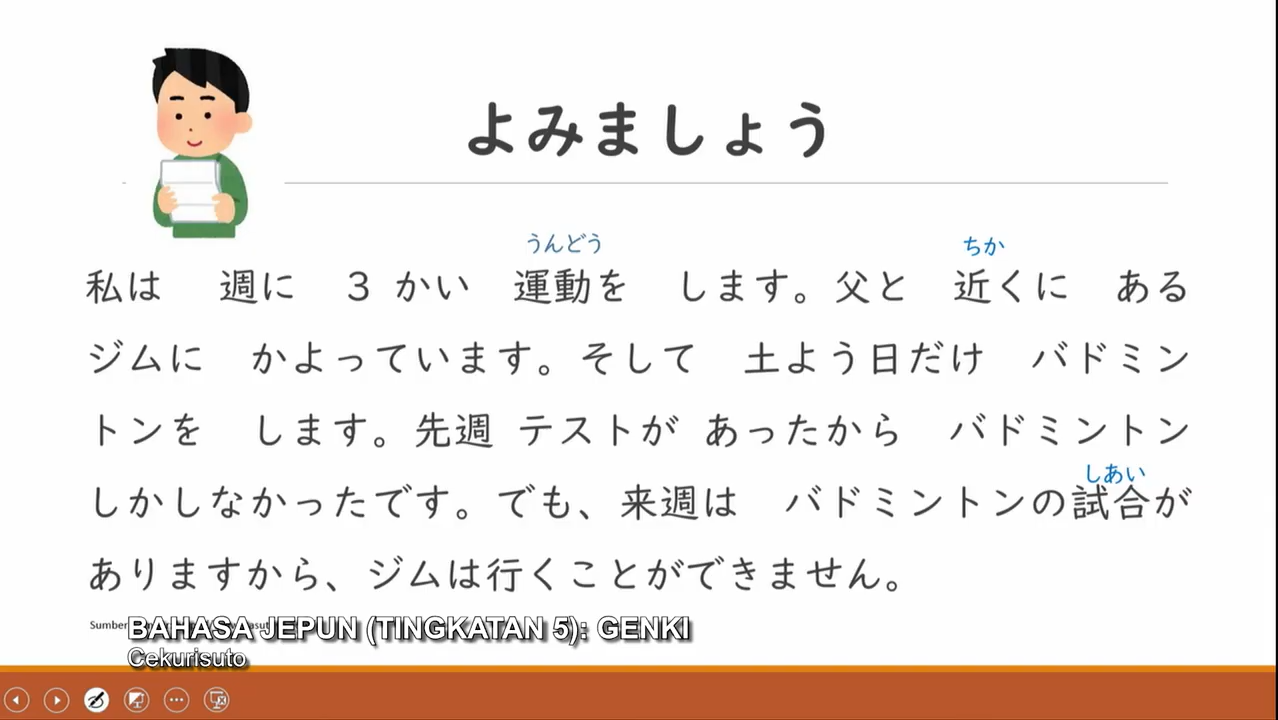 よみましょう
うんどう ちか
私は 週に 3 かい 運動を します。父と 近くに ある
ジムに かよっています。そして 土よう日だけ バドミン
トンを します。先週 テストが あったから バドミントン
しあい
しかしなかったです。でも、来週は バドミントンの試合が
ありますから、ジムは行くことができません。
Sumber
BAHASA JEPUN (TINGKATAN 5): GENKI
Cekurisuto